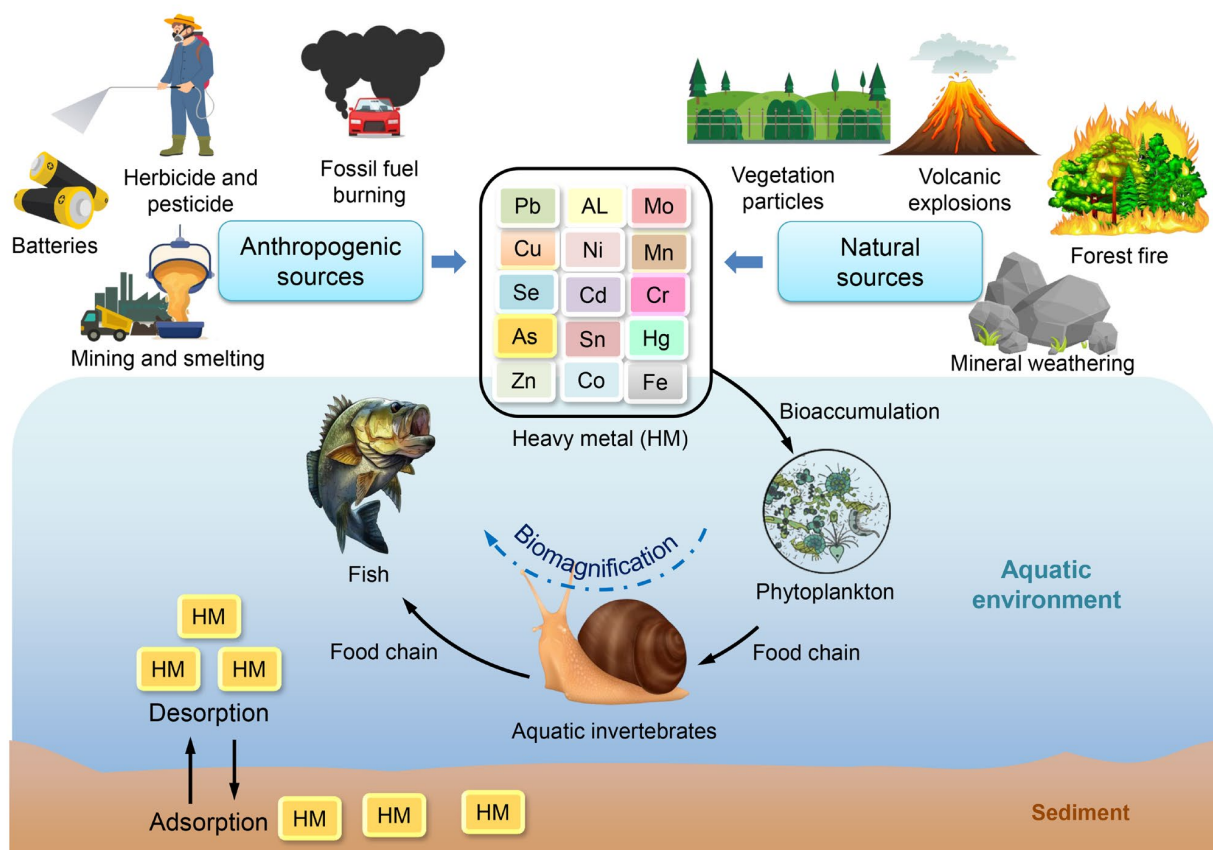 Herbicide and
pesticide
Fossil fuel
burning
Batteries
Mining and smelting
Anthropogenic
sources
Vegetation
particles
Volcanic
explosions
Forest fire
Mineral weathering
Natural
sources
Pb AL Mo
Cu Ni Mn
Se Cd Cr
As Sn Hg
Zn Co Fe
Heavy metal (HM)
Bioaccumulation
Phytoplankton
Food chain
Aquatic invertebrates
Food chain
Fish
Biomagnification
Aquatic
environment
HM
HM HM
Desorption
Adsorption
HM HM HM
Sediment